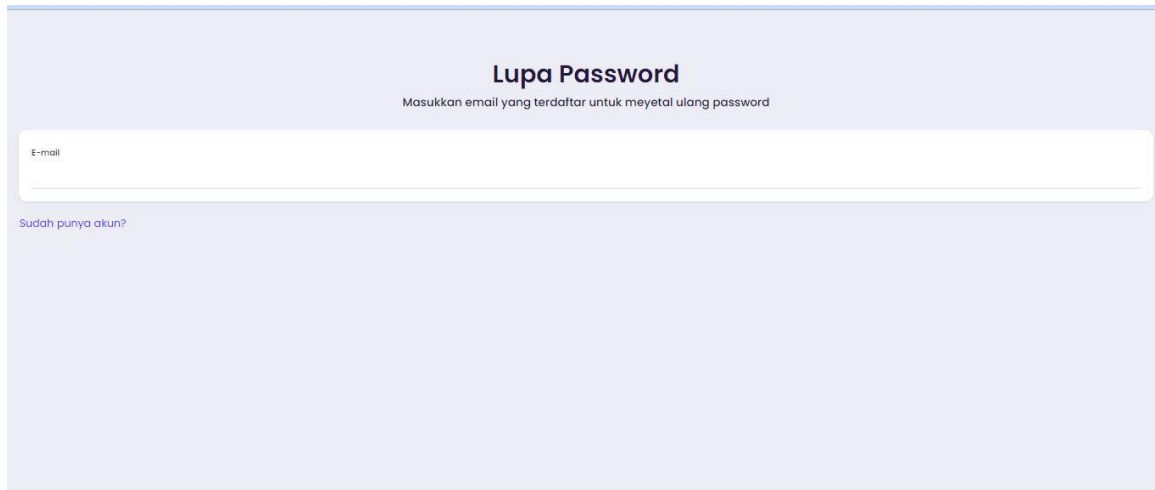 Lupa Password
Masukkan email yang terdaftar untuk meyetal ulang password
E-mail
Sudah punya akun?